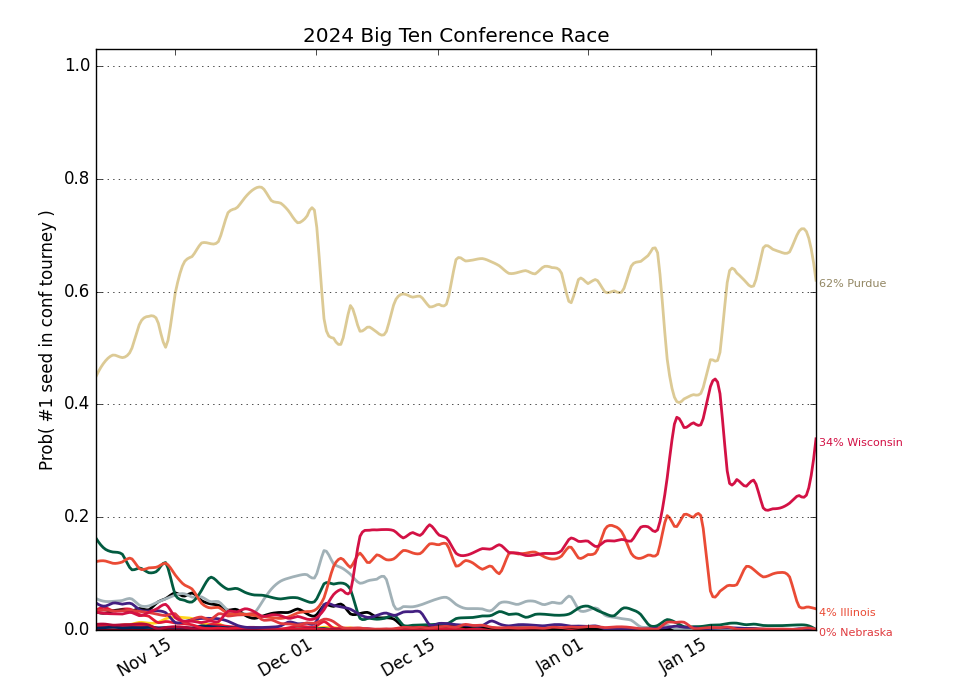 2024 Big Ten Conference Race
Prob( #1 seed in conf tourney )
1.0
0.8
0.6
0.4
0.2
0.0
Nov 15
Dec 01
Dec 15
Jan 01
Jan 15
62% Purdue
34% Wisconsin
4% Illinois
0% Nebraska